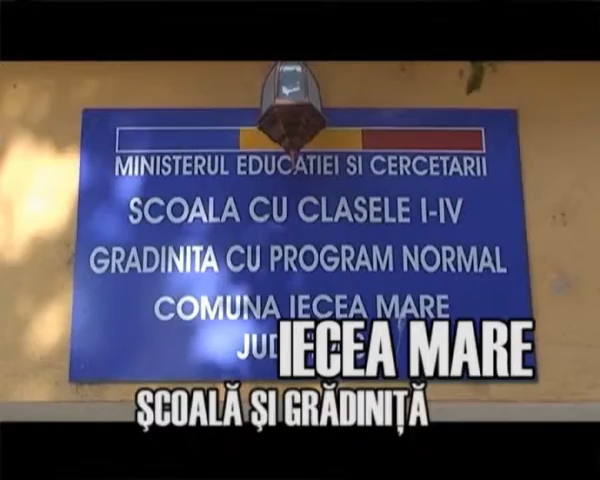 MINISTERUL EDUCATIEI SI CERCETARII
SCOALA CU CLASELE I-IV
GRADINITA CU PROGRAM NORMAL
COMUNA IECEA MARE
IECEA MARE
ŞCOALĂ ŞI GRĂDINIŢĂ